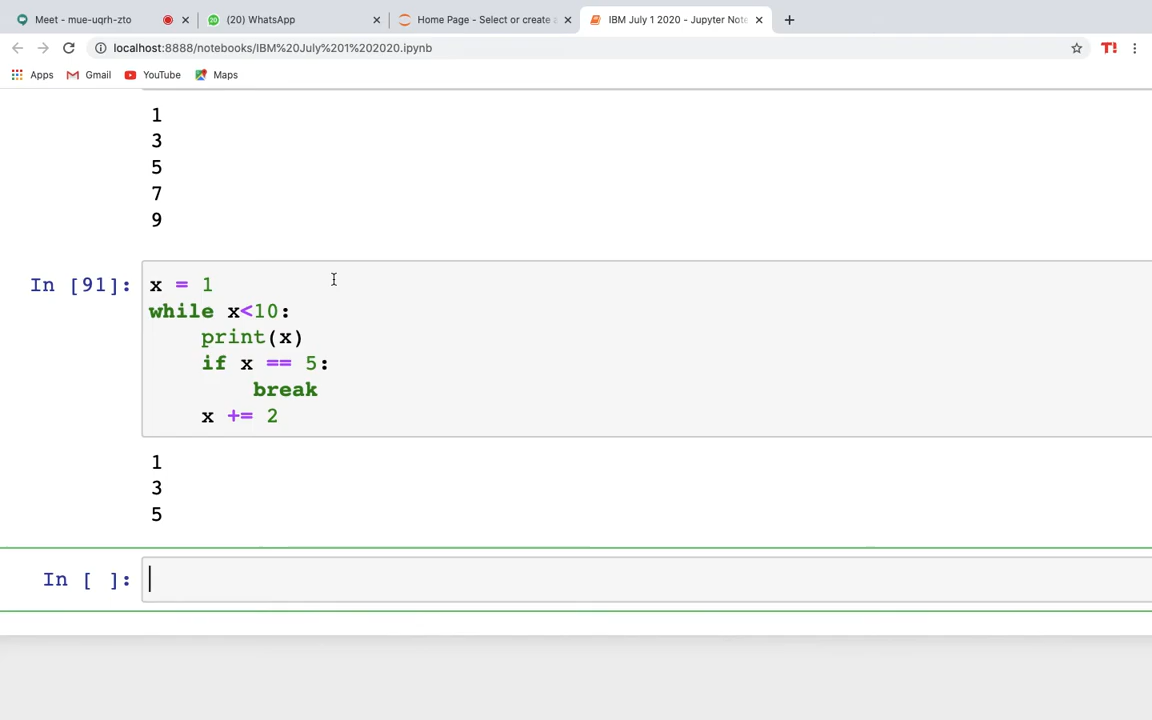 Meet - mue-uqrh-zto
(20) WhatsApp
Home Page - Select or create a
IBM July 1 2020 - Jupyter Note
localhost:8888/notebooks/IBM%20July%201%202020.ipynb
T!
Apps
Gmail
YouTube
Maps
1
3
5
7
9
In [91]:
x = 1
while x<10:
    print(x)
    if x == 5:
        break
    x += 2
1
3
5
In [ ]: